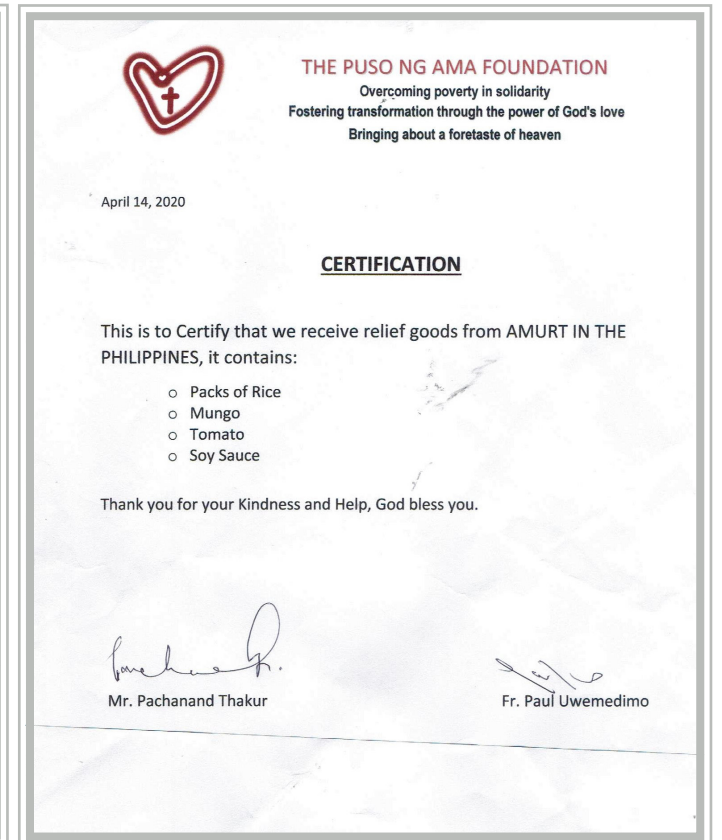 THE PUSO NG AMA FOUNDATION
Overcoming poverty in solidarity
Fostering transformation through the power of God's love
Bringing about a foretaste of heaven
April 14, 2020
CERTIFICATION
This is to Certify that we receive relief goods from AMURT IN THE
PHILIPPINES, it contains:
o Packs of Rice
o Mungo
o Tomato
o Soy Sauce
Thank you for your Kindness and Help, God bless you.
Mr. Pachanand Thakur
Fr. Paul Uwemedimo